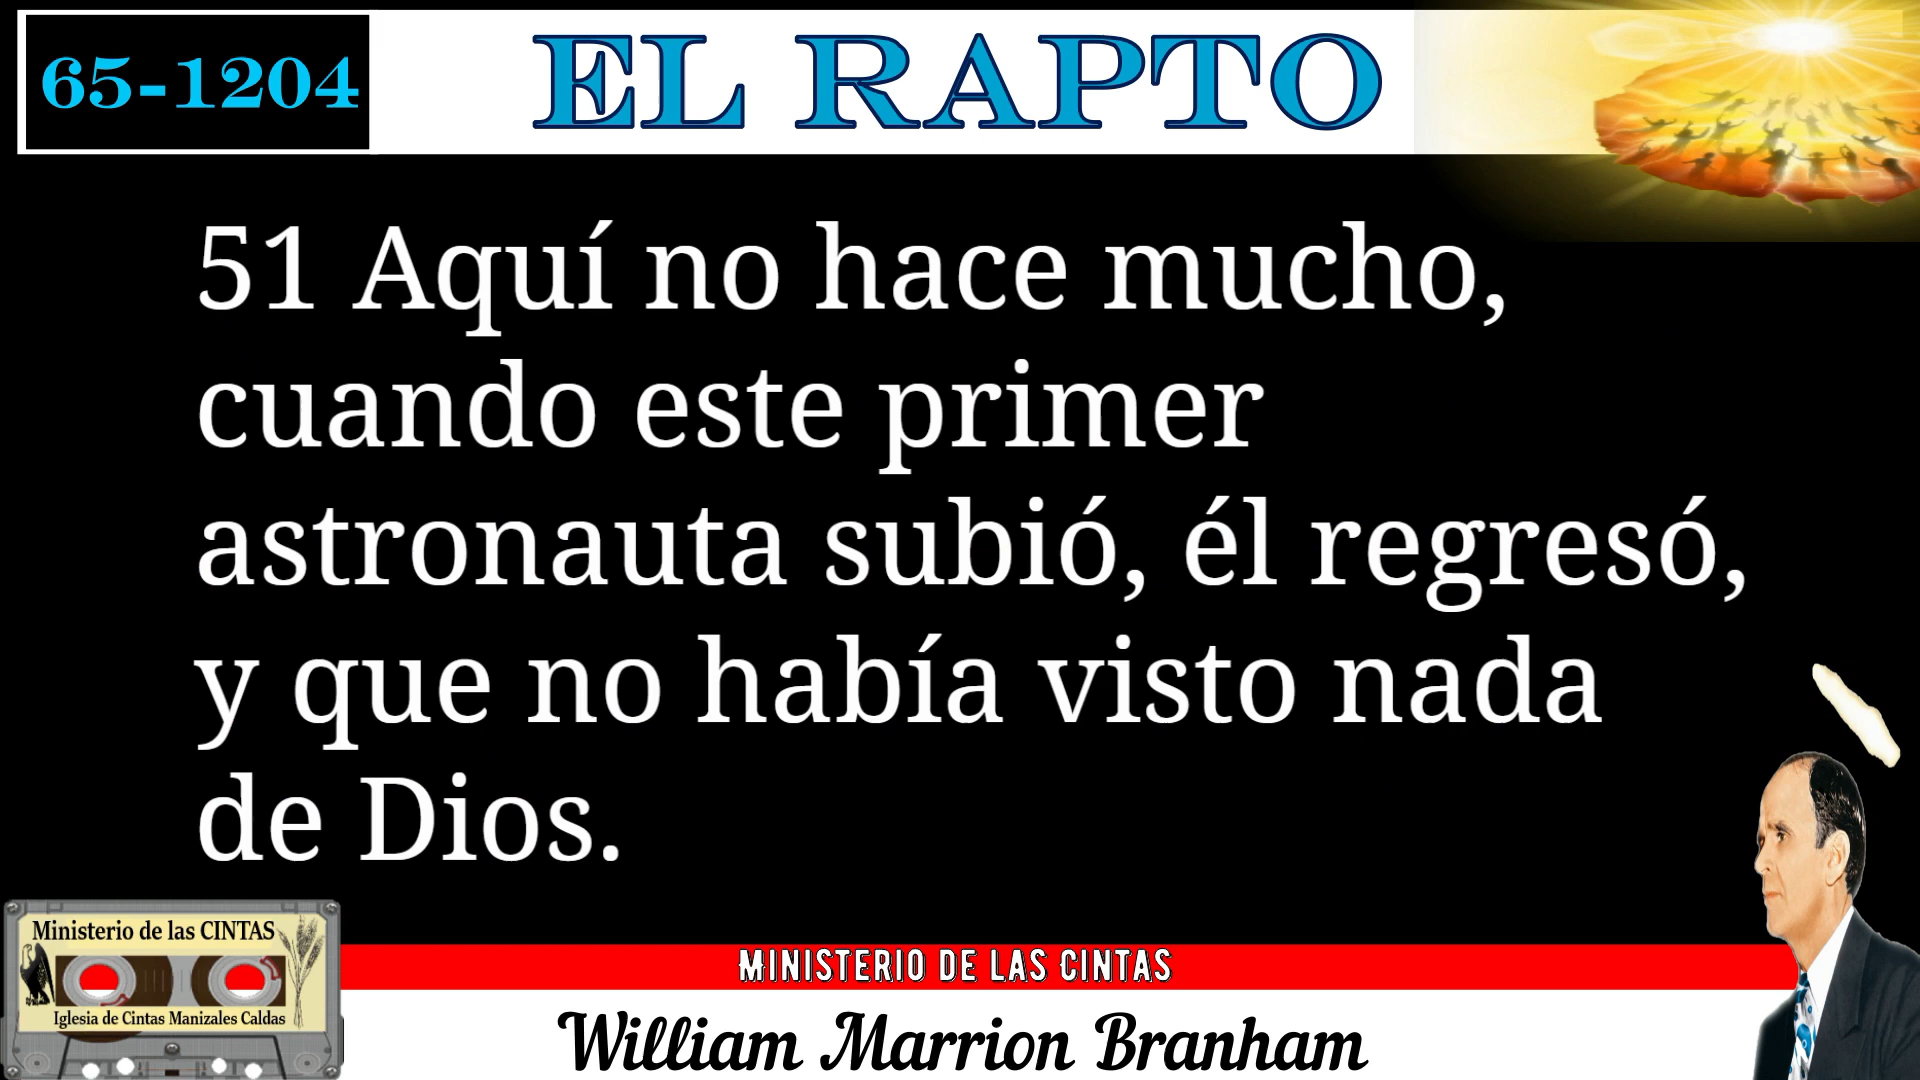 65-1204
EL RAPTO
51 Aquí no hace mucho,
cuando este primer
astronauta subió, él regresó,
y que no había visto nada
de Dios.
Ministerio de las CINTAS
Iglesia de Cintas Manizales Caldas
MINISTERIO DE LAS CINTAS
William Marrion Branham